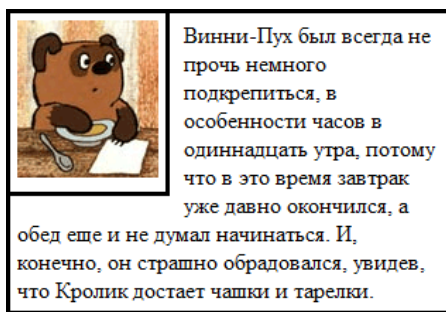 Винни-Пух был всегда не
прочь немного
подкрепиться, в
особенности часов в
одиннадцать утра, потому
что в это время завтрак
уже давно окончился, а
обед еще и не думал начинаться. И,
конечно, он страшно обрадовался, увидев,
что Кролик достает чашки и тарелки.